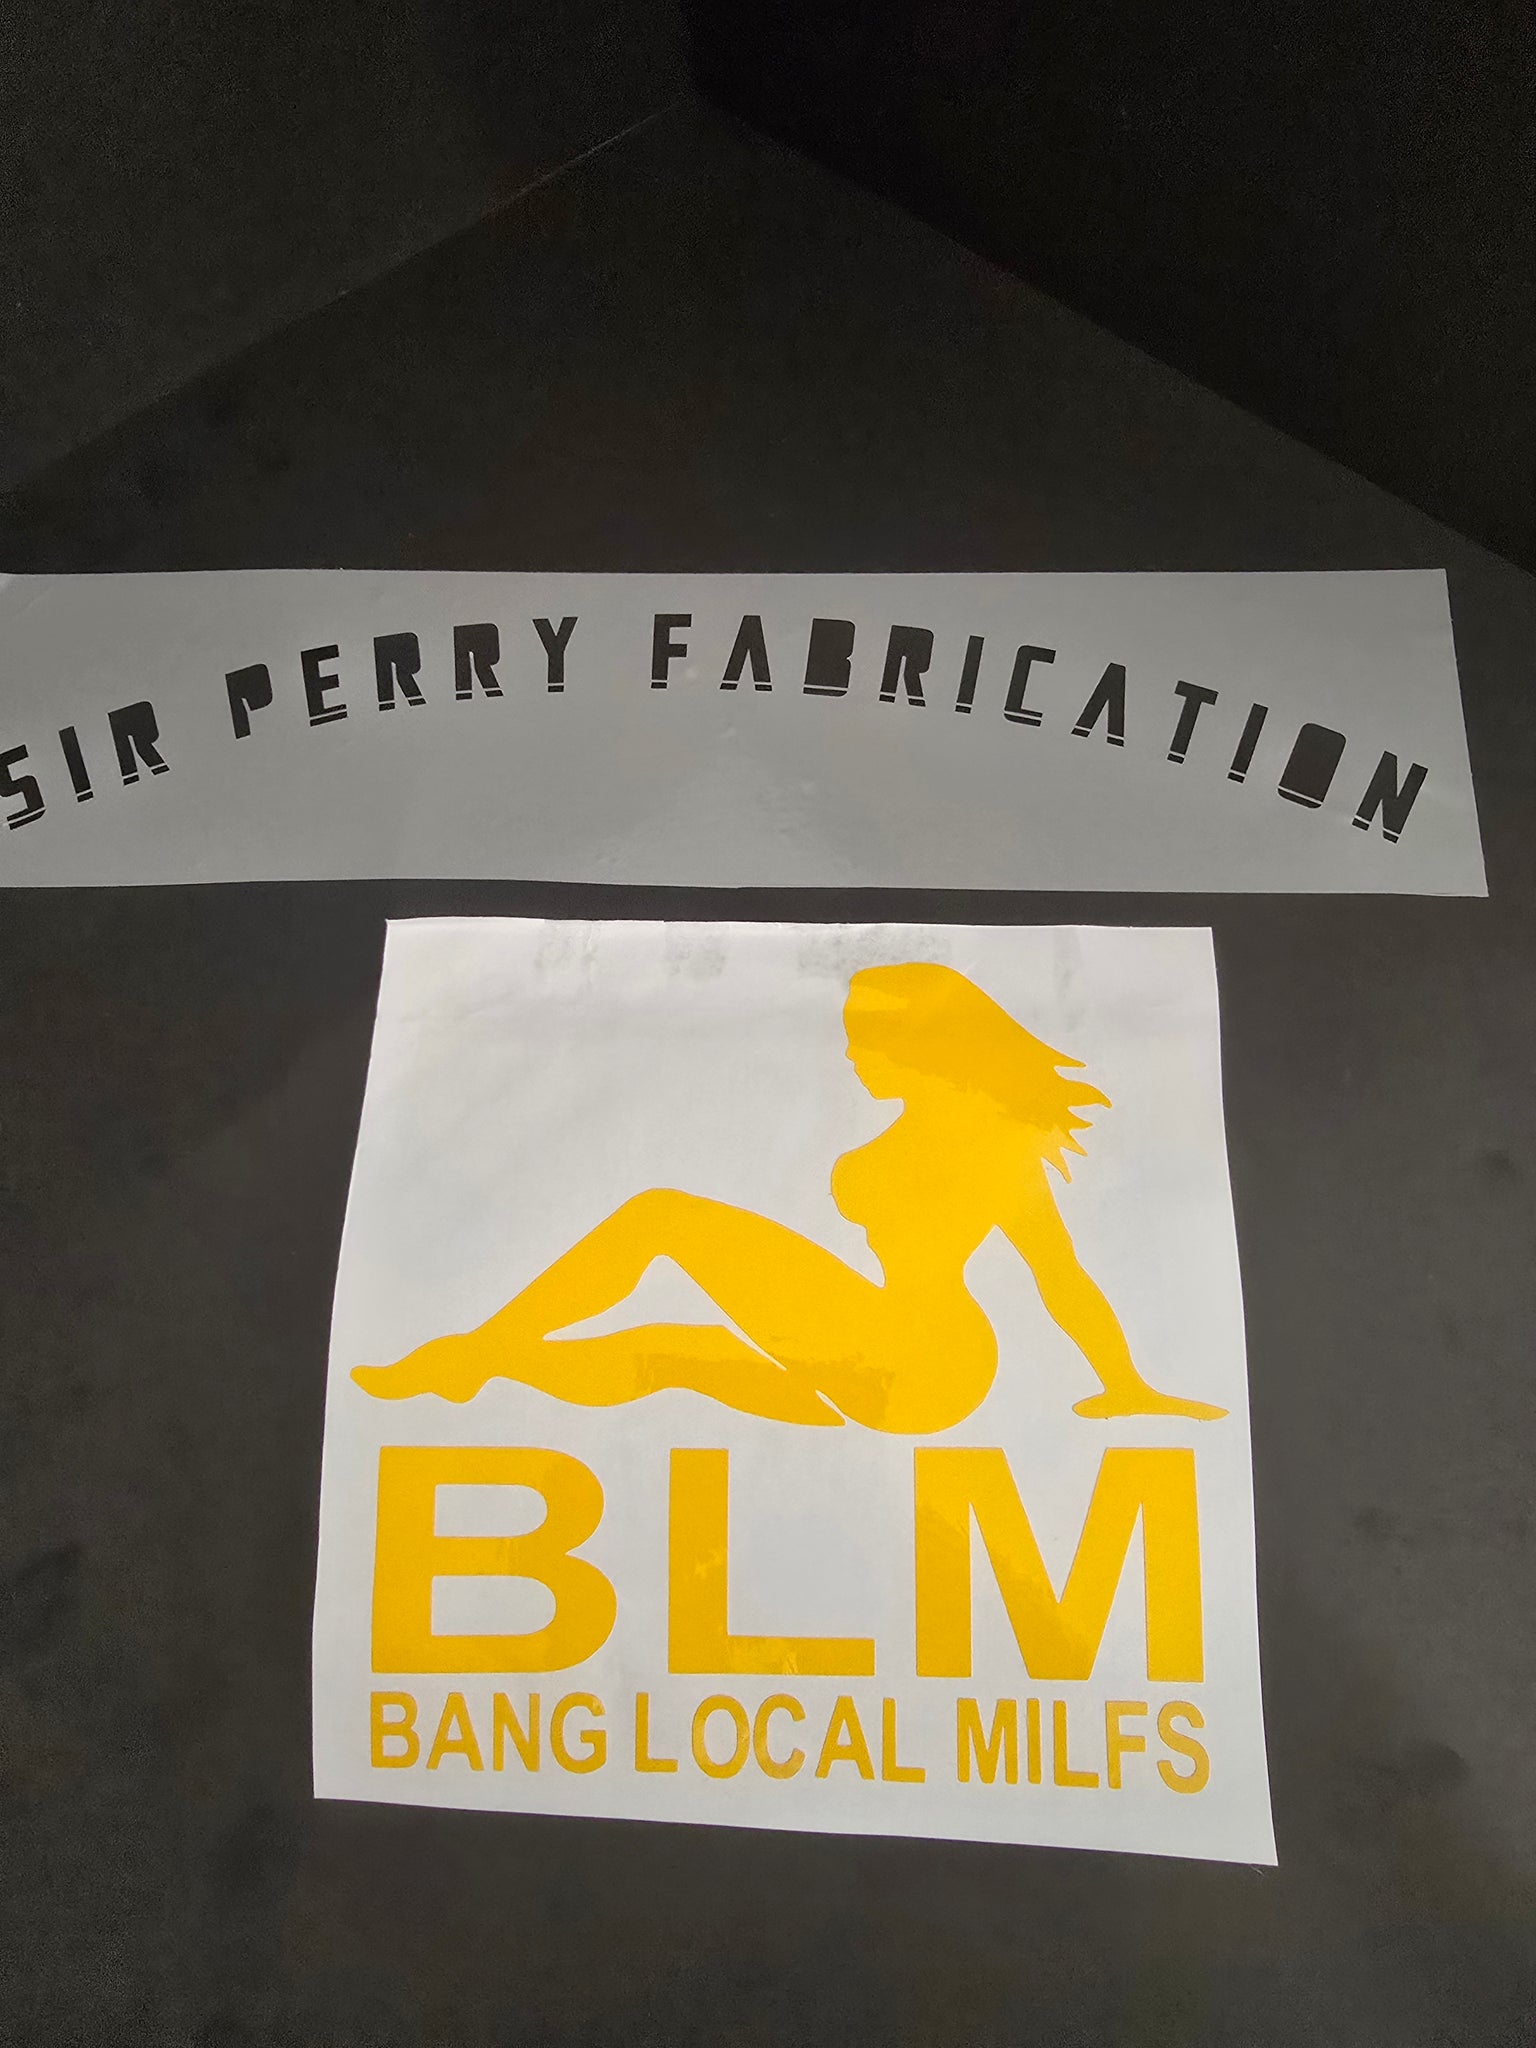 SIR PERRY FABRICATION
BLM
BANG LOCAL MILFS